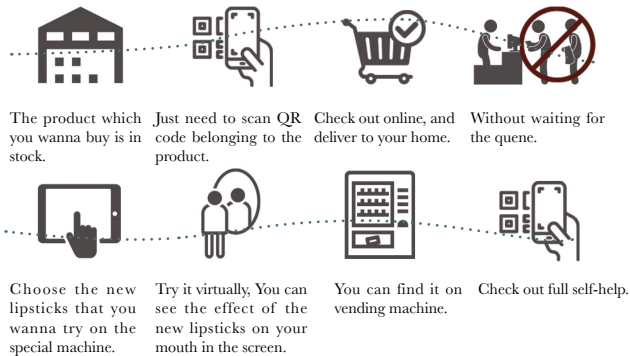 The product which
you wanna buy is in
stock.
Just need to scan QR
code belonging to the
product.
Check out online, and
deliver to your home.
Without waiting for
the quene.
Choose the new
lipsticks that you
wanna try on the
special machine.
Try it virtually, You can
see the effect of the
new lipsticks on your
mouth in the screen.
You can find it on
vending machine.
Check out full self-help.